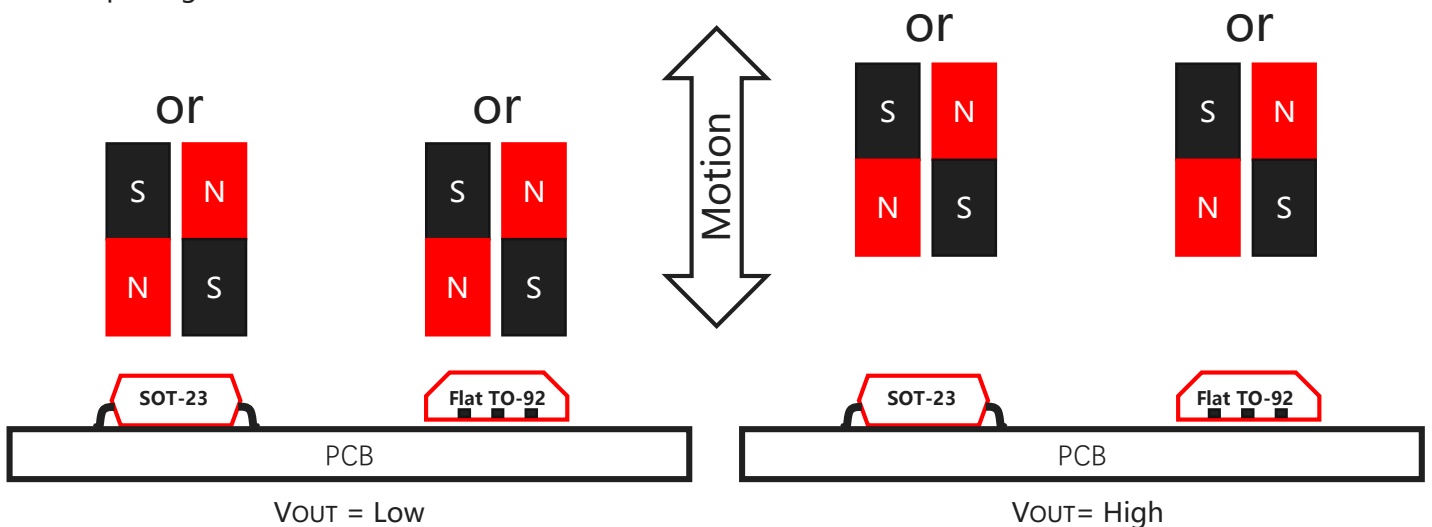 or or
or or
S N S N
S N S N
Motion
N S N S
N S N S
SOT-23 Flat TO-92 SOT-23 Flat TO-92
PCB PCB
VOUT = Low VOUT= High